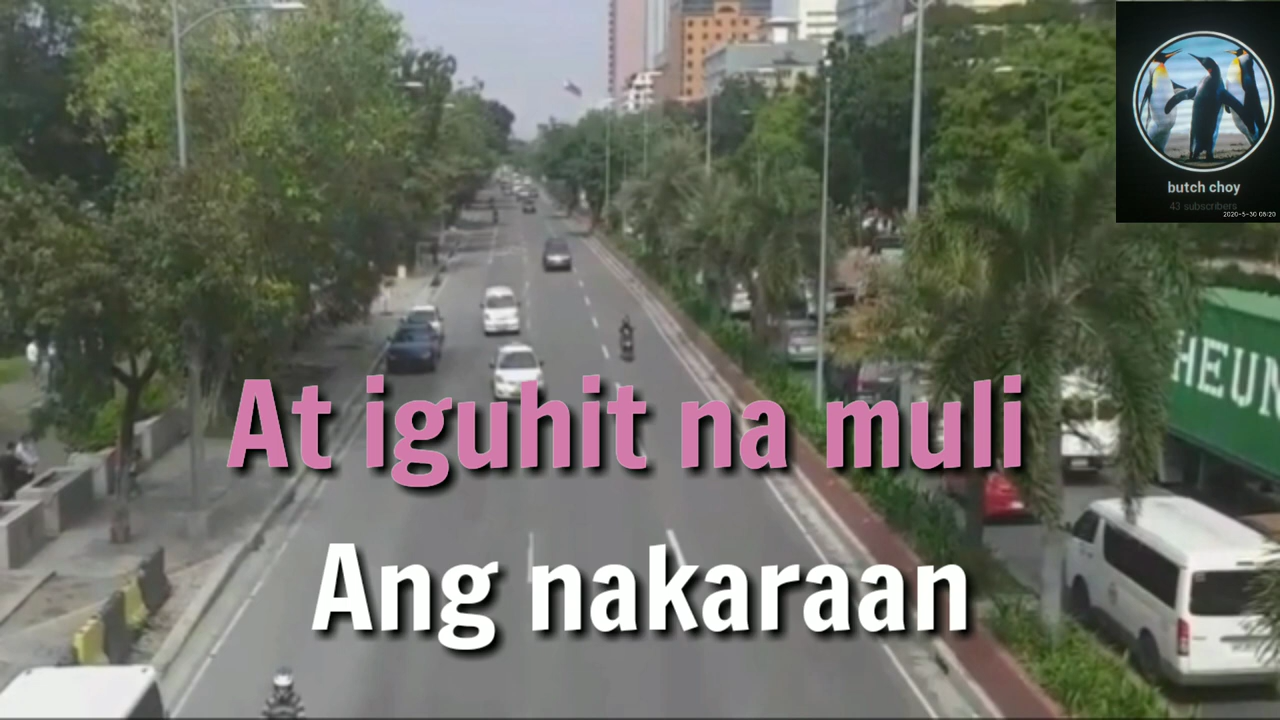 butch choy
43 subscribers
2020-5-30 08:20
At iguhit na muli
HEUN
Ang nakaraan